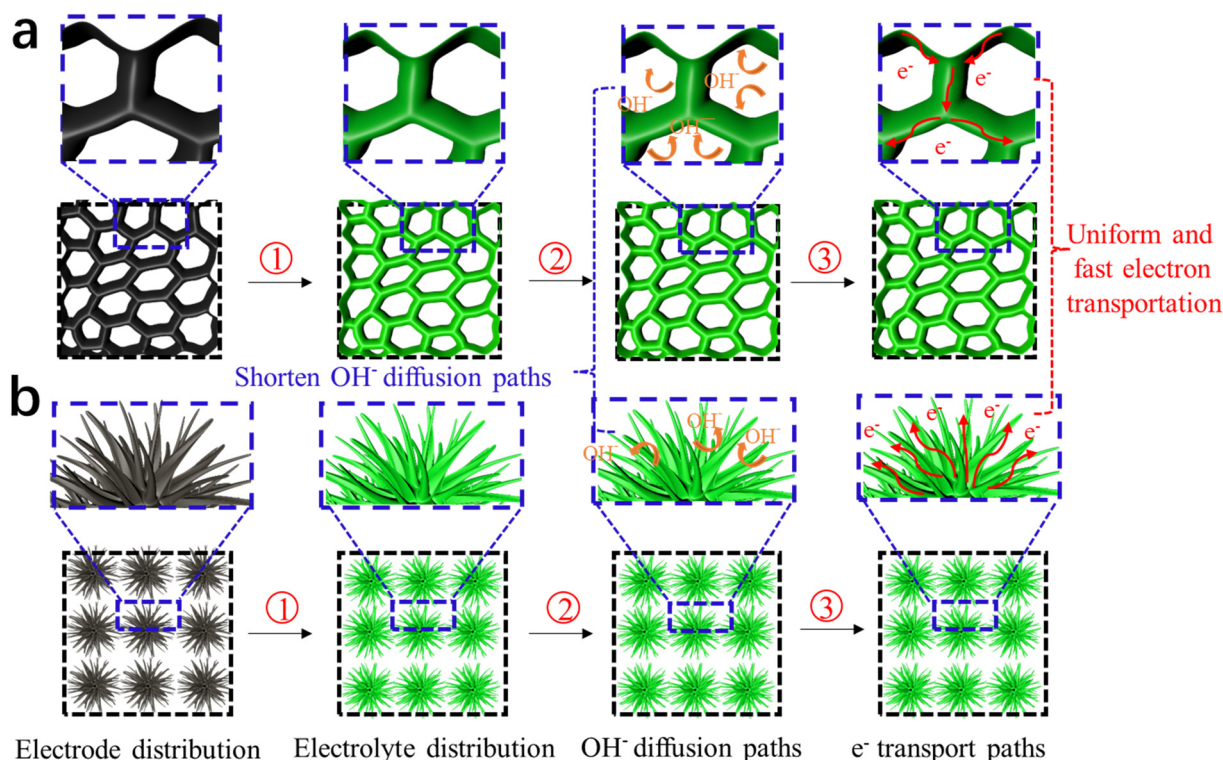 a
OH⁻
OH⁻
OH⁻
e⁻
e⁻
e⁻
①
②
③
Uniform and
fast electron
transportation
Shorten OH⁻ diffusion paths
b
OH⁻
OH⁻
OH⁻
e⁻
e⁻
e⁻
e⁻
e⁻
①
②
③
Electrode distribution
Electrolyte distribution
OH⁻ diffusion paths
e⁻ transport paths